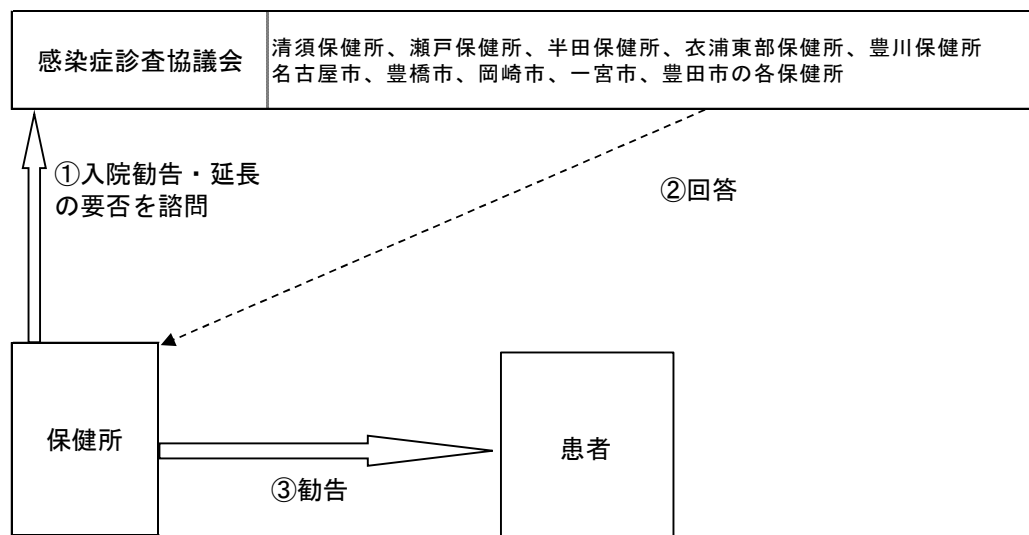 感染症診査協議会
清須保健所、瀬戸保健所、半田保健所、衣浦東部保健所、豊川保健所
名古屋市、豊橋市、岡崎市、一宮市、豊田市の各保健所
①入院勧告・延長
の要否を諮問
②回答
保健所
患者
③勧告